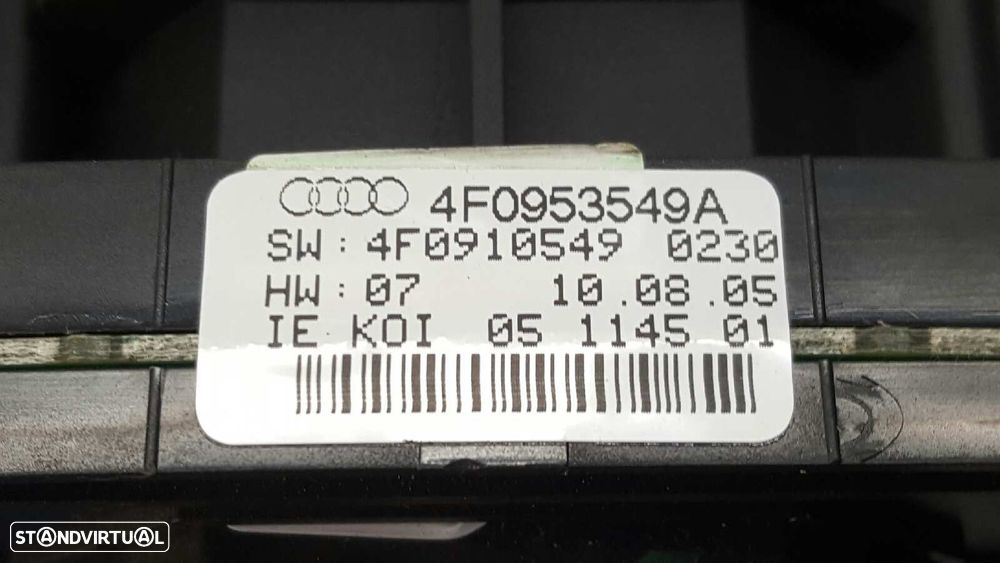 4F0953549A
SW: 4F0910549 0230
HW: 07 10.08.05
IE KOI 05 1145 01
STANDVIRTUAL